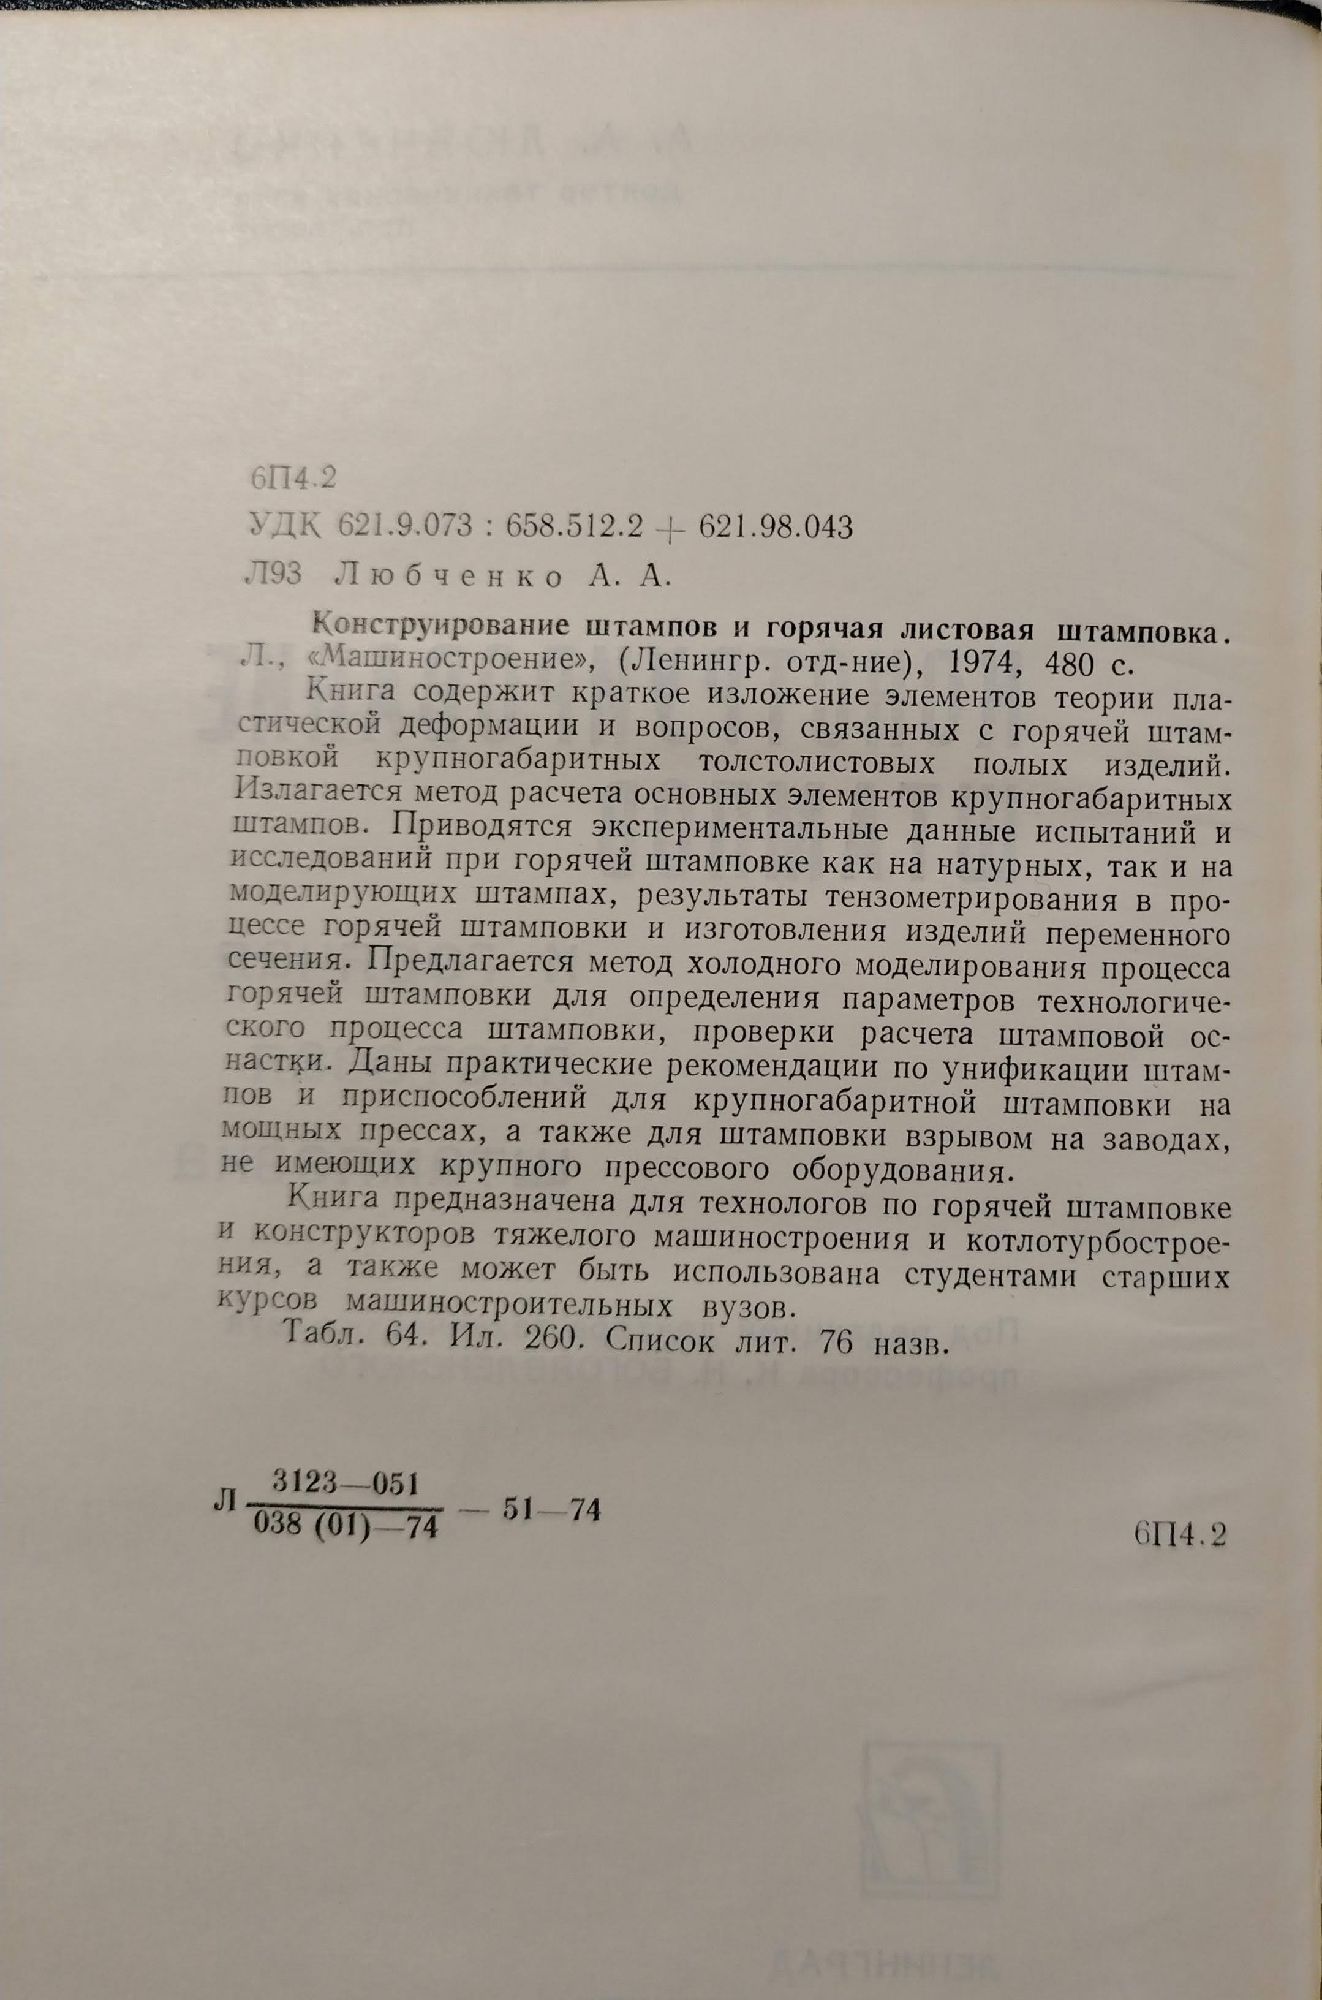 6П4.2
УДК 621.9.073 : 658.512.2 + 621.98.043
Л93 Любченко А. А.
Конструирование штампов и горячая листовая штамповка.
Л., «Машиностроение», (Ленингр. отд-ние), 1974, 480 с.
Книга содержит краткое изложение элементов теории пла-
стической деформации и вопросов, связанных с горячей штам-
повкой крупногабаритных толстолистовых полых изделий.
Излагается метод расчета основных элементов крупногабаритных
штампов. Приводятся экспериментальные данные испытаний и
исследований при горячей штамповке как на натурных, так и на
моделирующих штампах, результаты тензометрирования в про-
цессе горячей штамповки и изготовления изделий переменного
сечения. Предлагается метод холодного моделирования процесса
горячей штамповки для определения параметров технологиче-
ского процесса штамповки, проверки расчета штамповой ос-
настки. Даны практические рекомендации по унификации штам-
пов и приспособлений для крупногабаритной штамповки на
мощных прессах, а также для штамповки взрывом на заводах,
не имеющих крупного прессового оборудования.
Книга предназначена для технологов по горячей штамповке
и конструкторов тяжелого машиностроения и котлотурбострое-
ния, а также может быть использована студентами старших
курсов машиностроительных вузов.
Табл. 64. Ил. 260. Список лит. 76 назв.
3123—051
Л — 51—74
038 (01)—74
6П4.2